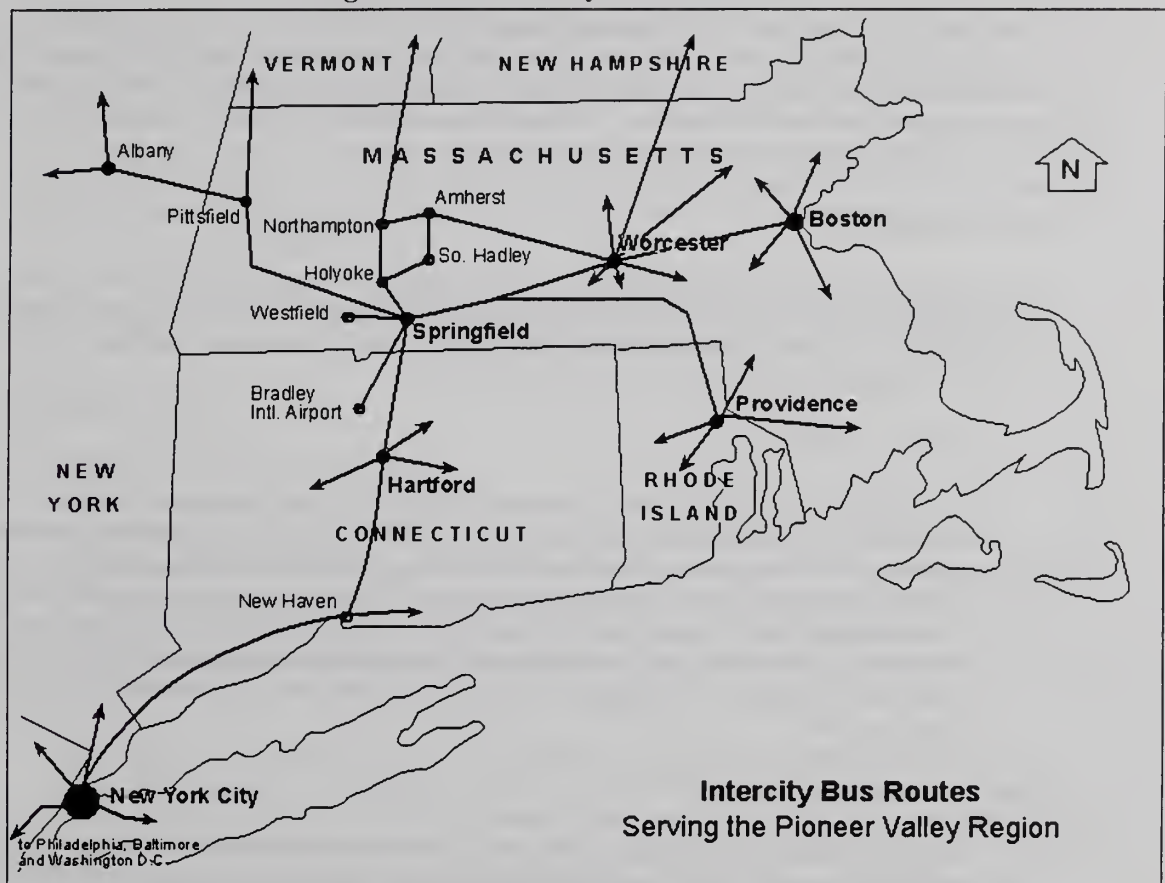 VERMONT
NEW HAMPSHIRE
Albany
MASSACHUSETTS
N
Amherst
Pittsfield
Northampton
Boston
Worcester
So. Hadley
Holyoke
Westfield
Springfield
Bradley
Intl. Airport
Providence
NEW
YORK
Hartford
RHODE
ISLAND
CONNECTICUT
New Haven
New York City
Intercity Bus Routes
Serving the Pioneer Valley Region
to Philadelphia, Baltimore
and Washington D.C.